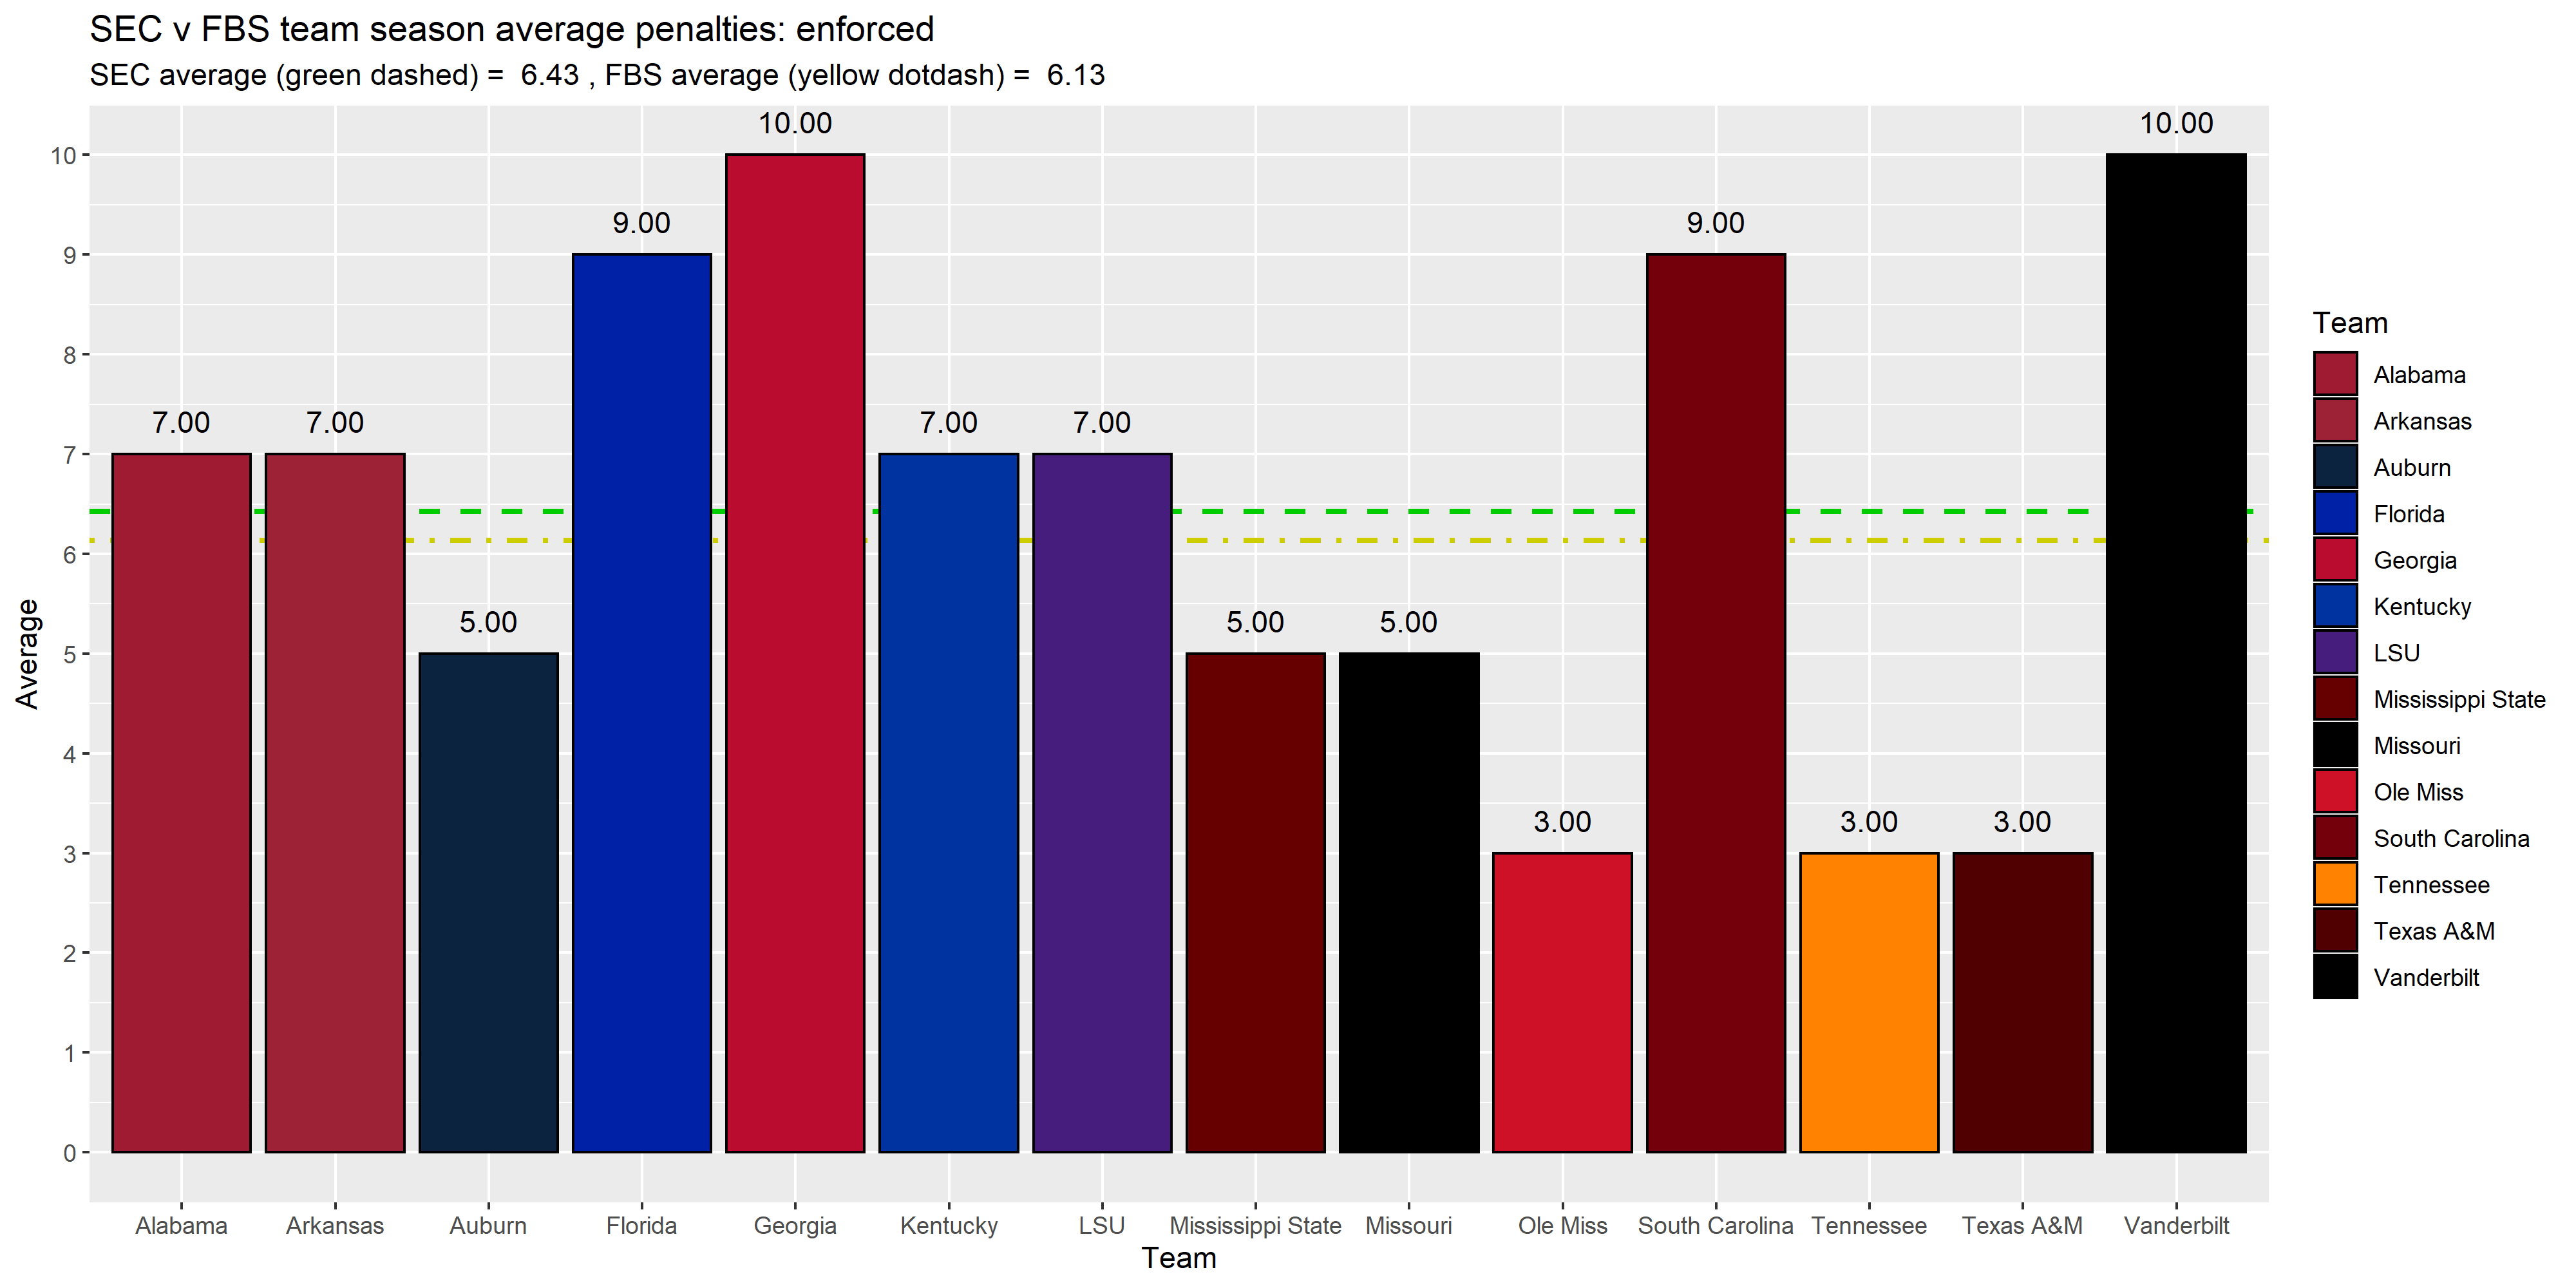 SEC v FBS team season average penalties: enforced
SEC average (green dashed) =  6.43 , FBS average (yellow dotdash) =  6.13
10.00 10.00
10
9.00 9.00
9
8
7.00 7.00 7.00 7.00
7
6
5.00 5.00 5.00
5
4
3.00 3.00 3.00
3
2
1
0
Average
Alabama Arkansas Auburn Florida Georgia Kentucky LSU Mississippi State Missouri Ole Miss South Carolina Tennessee Texas A&M Vanderbilt
Team
Team
Alabama
Arkansas
Auburn
Florida
Georgia
Kentucky
LSU
Mississippi State
Missouri
Ole Miss
South Carolina
Tennessee
Texas A&M
Vanderbilt